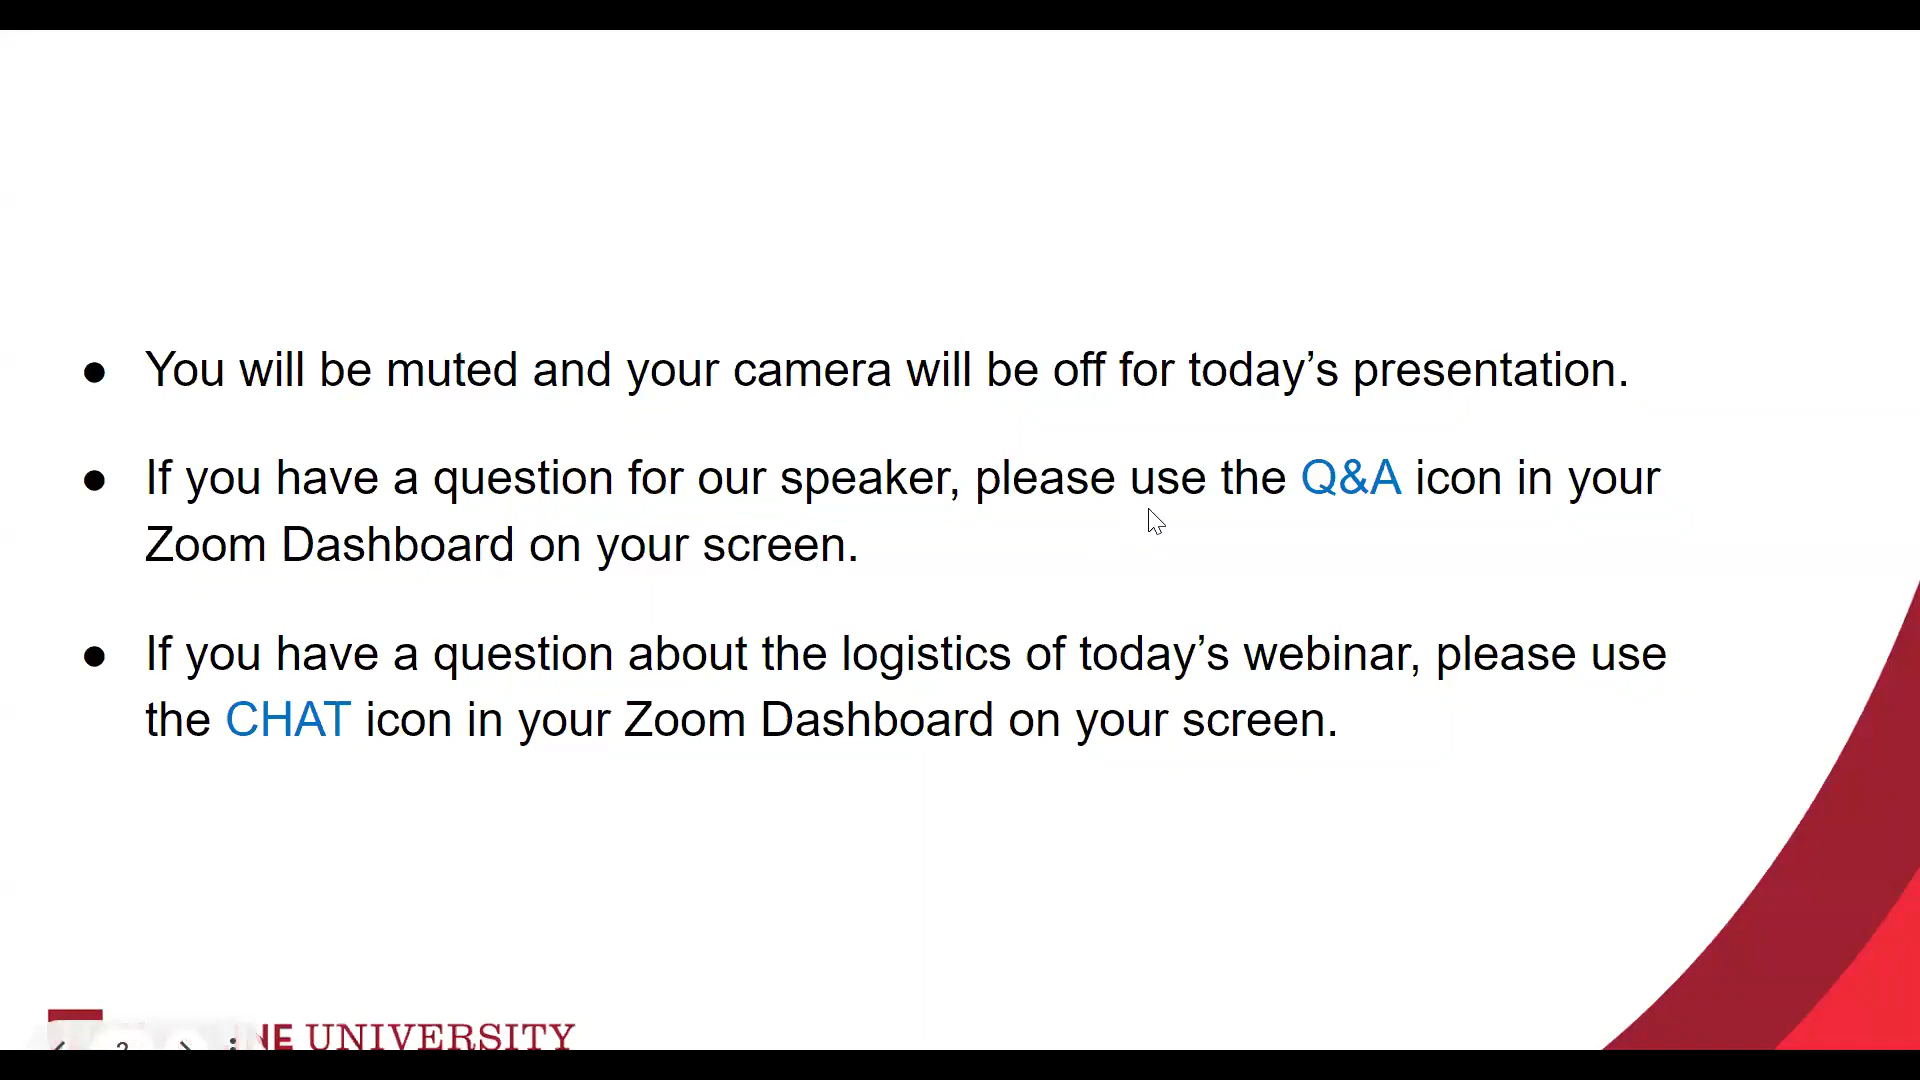 ● You will be muted and your camera will be off for today’s presentation.
● If you have a question for our speaker, please use the Q&A icon in your
Zoom Dashboard on your screen.
● If you have a question about the logistics of today’s webinar, please use
the CHAT icon in your Zoom Dashboard on your screen.
UNIVERSITY